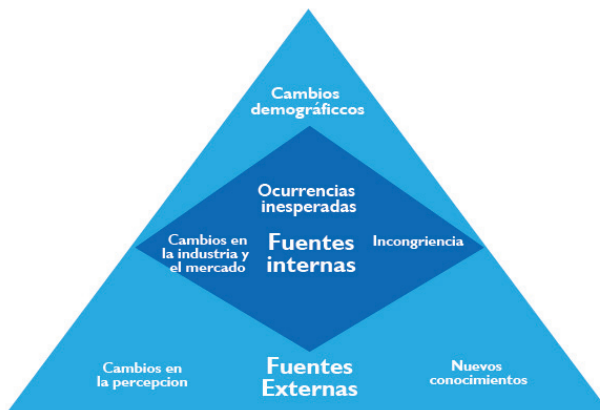 Cambios
demográficcos
Ocurrencias
inesperadas
Cambios en
la industria y
el mercado
Fuentes
internas
Incongriencia
Cambios en
la percepcion
Fuentes
Externas
Nuevos
conocimientos